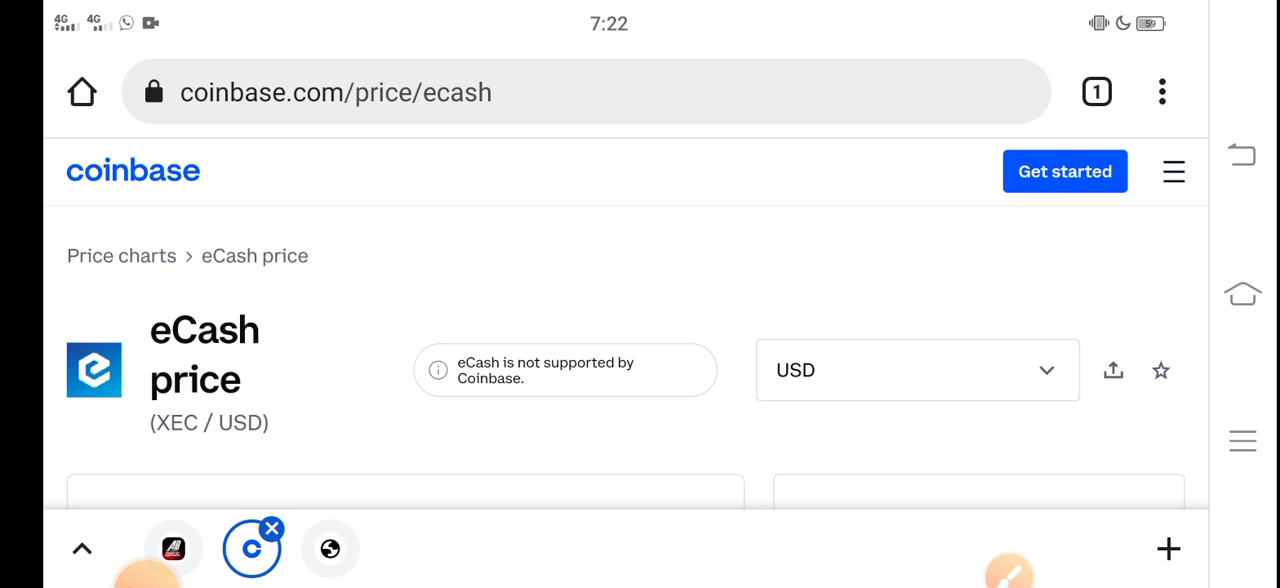 4G 4G 7:22 59
coinbase.com/price/ecash
1
coinbase
Get started
Price charts > eCash price
eCash
price
(XEC / USD)
eCash is not supported by
Coinbase.
USD